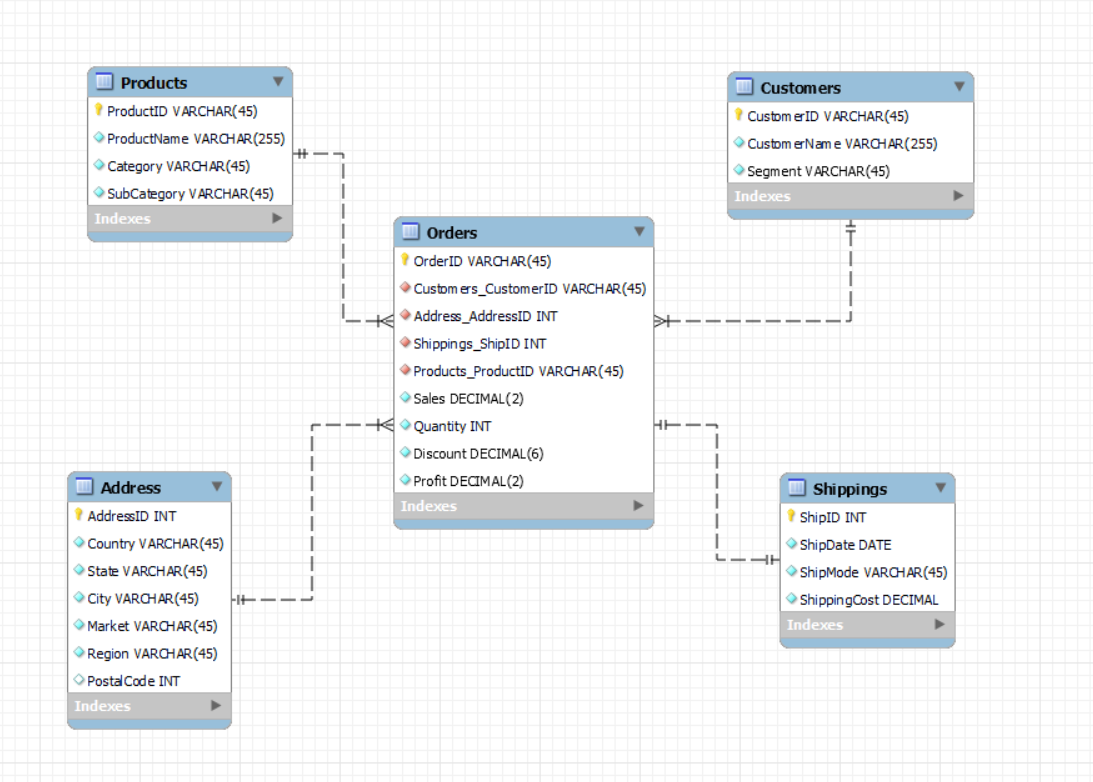 Products
ProductID VARCHAR(45)
ProductName VARCHAR(255)
Category VARCHAR(45)
SubCategory VARCHAR(45)
Indexes
Customers
CustomerID VARCHAR(45)
CustomerName VARCHAR(255)
Segment VARCHAR(45)
Indexes
Orders
OrderID VARCHAR(45)
Customers_CustomerID VARCHAR(45)
Address_AddressID INT
Shippings_ShipID INT
Products_ProductID VARCHAR(45)
Sales DECIMAL(2)
Quantity INT
Discount DECIMAL(6)
Profit DECIMAL(2)
Indexes
Address
AddressID INT
Country VARCHAR(45)
State VARCHAR(45)
City VARCHAR(45)
Market VARCHAR(45)
Region VARCHAR(45)
PostalCode INT
Indexes
Shippings
ShipID INT
ShipDate DATE
ShipMode VARCHAR(45)
ShippingCost DECIMAL
Indexes